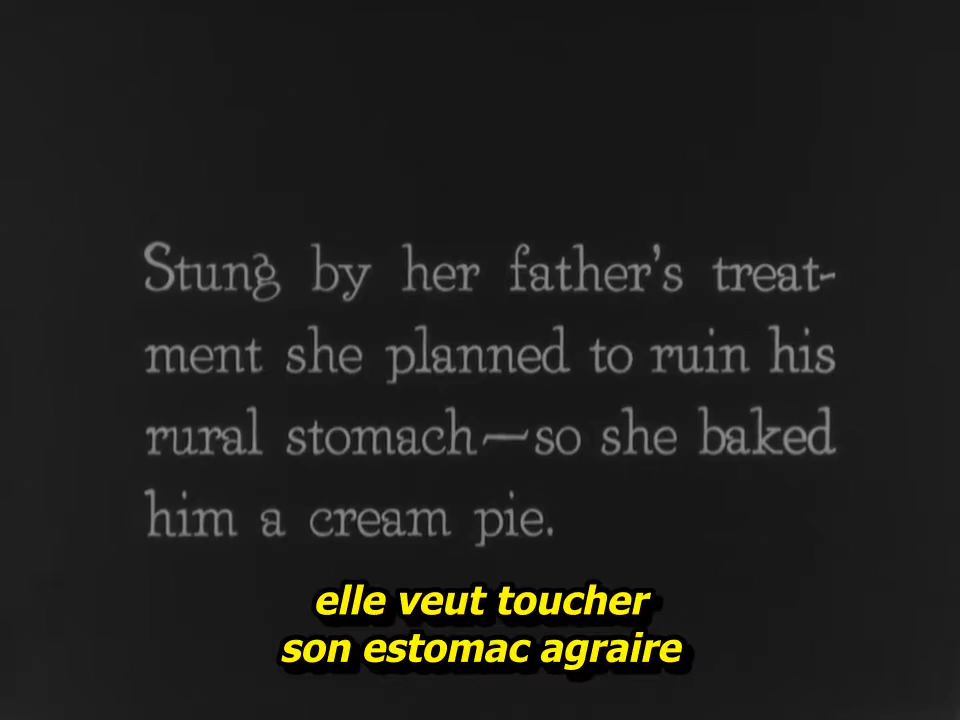 Stung by her father's treat-
ment she planned to ruin his
rural stomach—so she baked
him a cream pie.
elle veut toucher
son estomac agraire